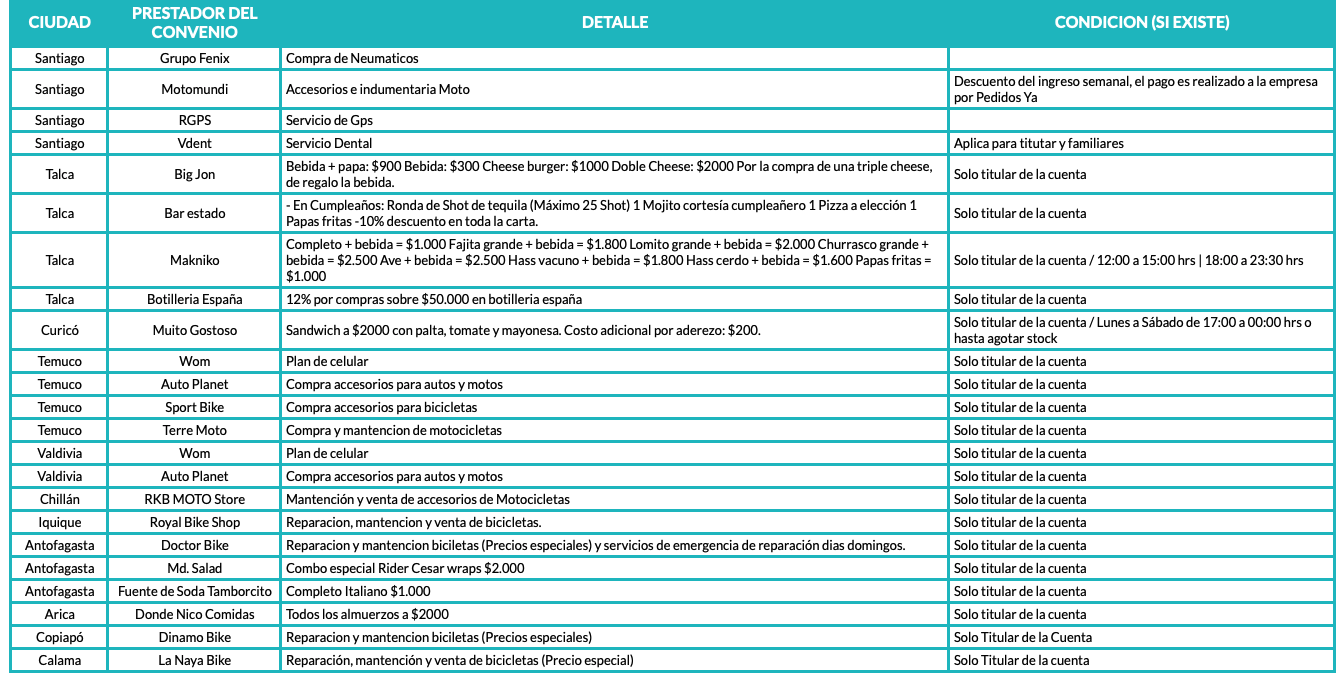 CIUDAD PRESTADOR DEL CONVENIO DETALLE CONDICION (SI EXISTE)
Santiago Grupo Fenix Compra de Neumaticos
Santiago Motomundi Accesorios e indumentaria Moto Descuento del ingreso semanal, el pago es realizado a la empresa
por Pedidos Ya
Santiago RGPS Servicio de Gps
Santiago Vdent Servicio Dental Aplica para titutar y familiares
Talca Big Jon Bebida + papa: $900 Bebida: $300 Cheese burger: $1000 Doble Cheese: $2000 Por la compra de una triple cheese,
de regalo la bebida. Solo titular de la cuenta
Talca Bar estado - En Cumpleaños: Ronda de Shot de tequila (Máximo 25 Shot) 1 Mojito cortesía cumpleañero 1 Pizza a elección 1
Papas fritas -10% descuento en toda la carta. Solo titular de la cuenta
Talca Makniko Completo + bebida = $1.000 Fajita grande + bebida = $1.800 Lomito grande + bebida = $2.000 Churrasco grande +
bebida = $2.500 Ave + bebida = $2.500 Hass vacuno + bebida = $1.800 Hass cerdo + bebida = $1.600 Papas fritas =
$1.000 Solo titular de la cuenta / 12:00 a 15:00 hrs | 18:00 a 23:30 hrs
Talca Botilleria España 12% por compras sobre $50.000 en botilleria españa Solo titular de la cuenta
Curicó Muito Gostoso Sandwich a $2000 con palta, tomate y mayonesa. Costo adicional por aderezo: $200. Solo titular de la cuenta / Lunes a Sábado de 17:00 a 00:00 hrs o
hasta agotar stock
Temuco Wom Plan de celular Solo titular de la cuenta
Temuco Auto Planet Compra accesorios para autos y motos Solo titular de la cuenta
Temuco Sport Bike Compra accesorios para bicicletas Solo titular de la cuenta
Temuco Terre Moto Compra y mantencion de motocicletas Solo titular de la cuenta
Valdivia Wom Plan de celular Solo titular de la cuenta
Valdivia Auto Planet Compra accesorios para autos y motos Solo titular de la cuenta
Chillán RKB MOTO Store Mantención y venta de accesorios de Motocicletas Solo titular de la cuenta
Iquique Royal Bike Shop Reparacion, mantencion y venta de bicicletas. Solo titular de la cuenta
Antofagasta Doctor Bike Reparacion y mantencion biciletas (Precios especiales) y servicios de emergencia de reparación dias domingos. Solo titular de la cuenta
Antofagasta Md. Salad Combo especial Rider Cesar wraps $2.000 Solo titular de la cuenta
Antofagasta Fuente de Soda Tamborcito Completo Italiano $1.000 Solo titular de la cuenta
Arica Donde Nico Comidas Todos los almuerzos a $2000 Solo titular de la cuenta
Copiapó Dinamo Bike Reparacion y mantencion biciletas (Precios especiales) Solo Titular de la Cuenta
Calama La Naya Bike Reparación, mantención y venta de bicicletas (Precio especial) Solo Titular de la cuenta